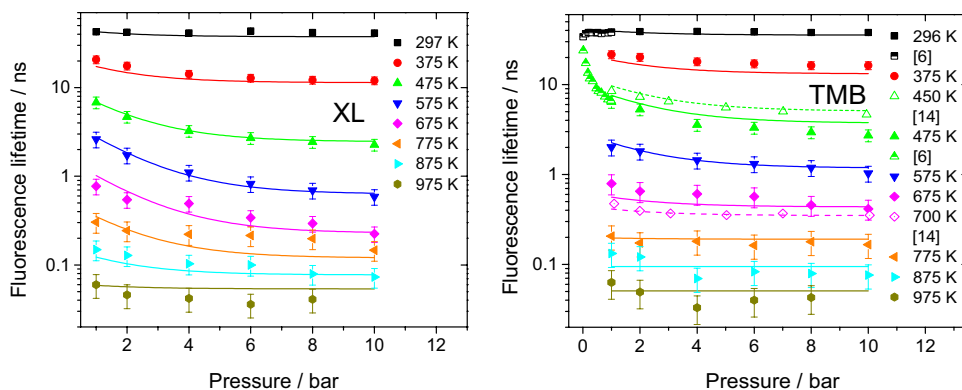 Fluorescence lifetime / ns
10
1
0.1
2 4 6 8 10 12
Pressure / bar
XL
297 K
375 K
475 K
575 K
675 K
775 K
875 K
975 K
Fluorescence lifetime / ns
10
1
0.1
0 2 4 6 8 10 12
Pressure / bar
TMB
296 K
[6]
375 K
450 K
[14]
475 K
[6]
575 K
675 K
700 K
[14]
775 K
875 K
975 K